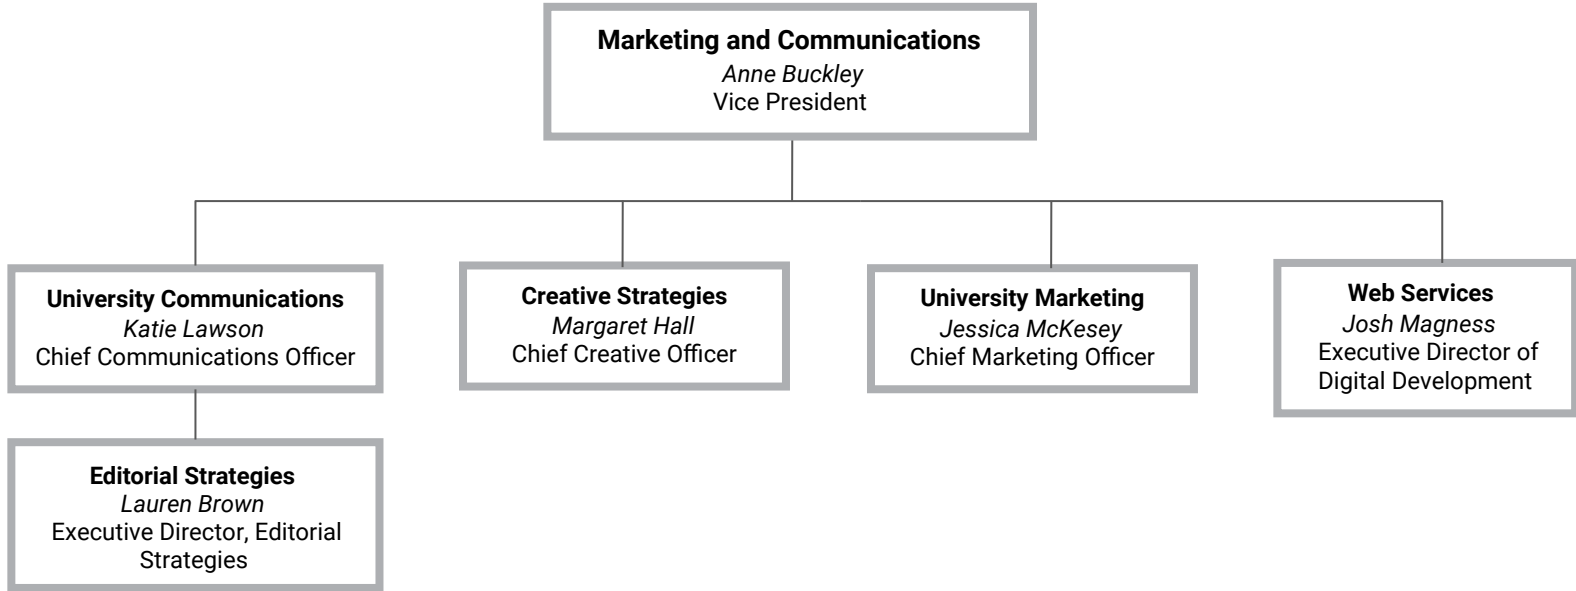 Marketing and Communications
Anne Buckley
Vice President
University Communications
Katie Lawson
Chief Communications Officer
Creative Strategies
Margaret Hall
Chief Creative Officer
University Marketing
Jessica McKesey
Chief Marketing Officer
Web Services
Josh Magness
Executive Director of
Digital Development
Editorial Strategies
Lauren Brown
Executive Director, Editorial
Strategies